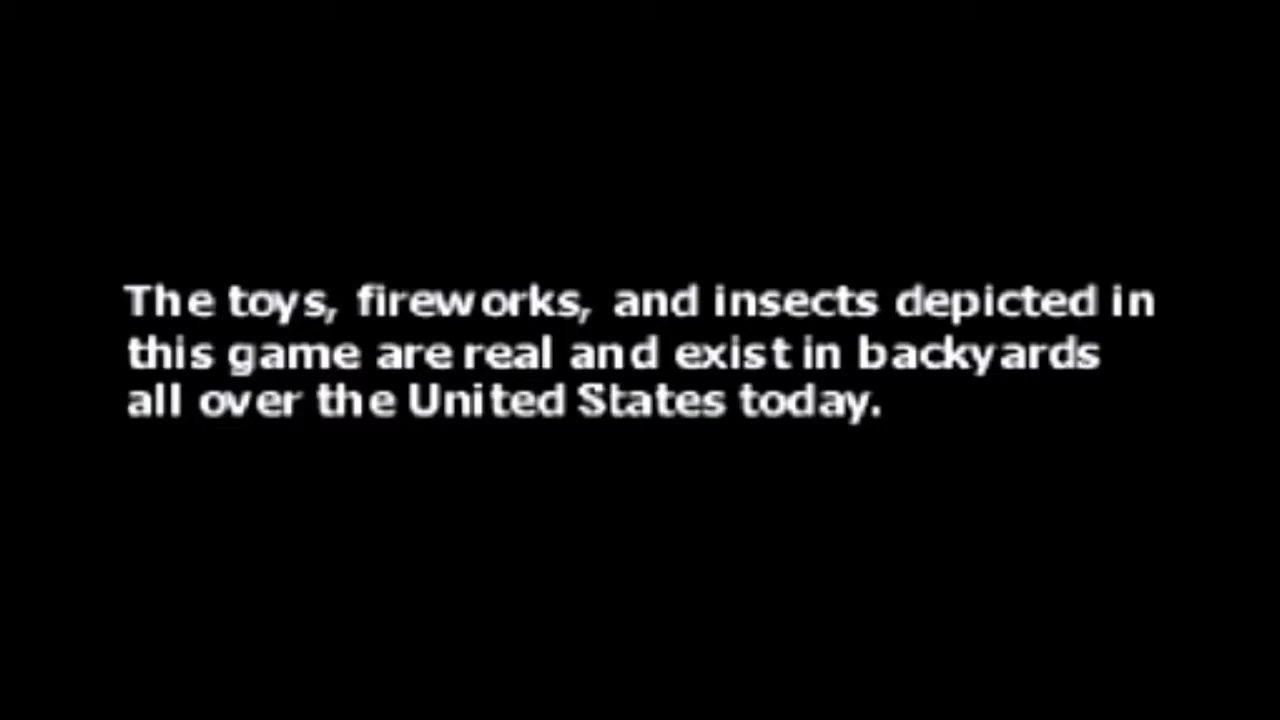 The toys, fireworks, and insects depicted in
this game are real and exist in backyards
all over the United States today.